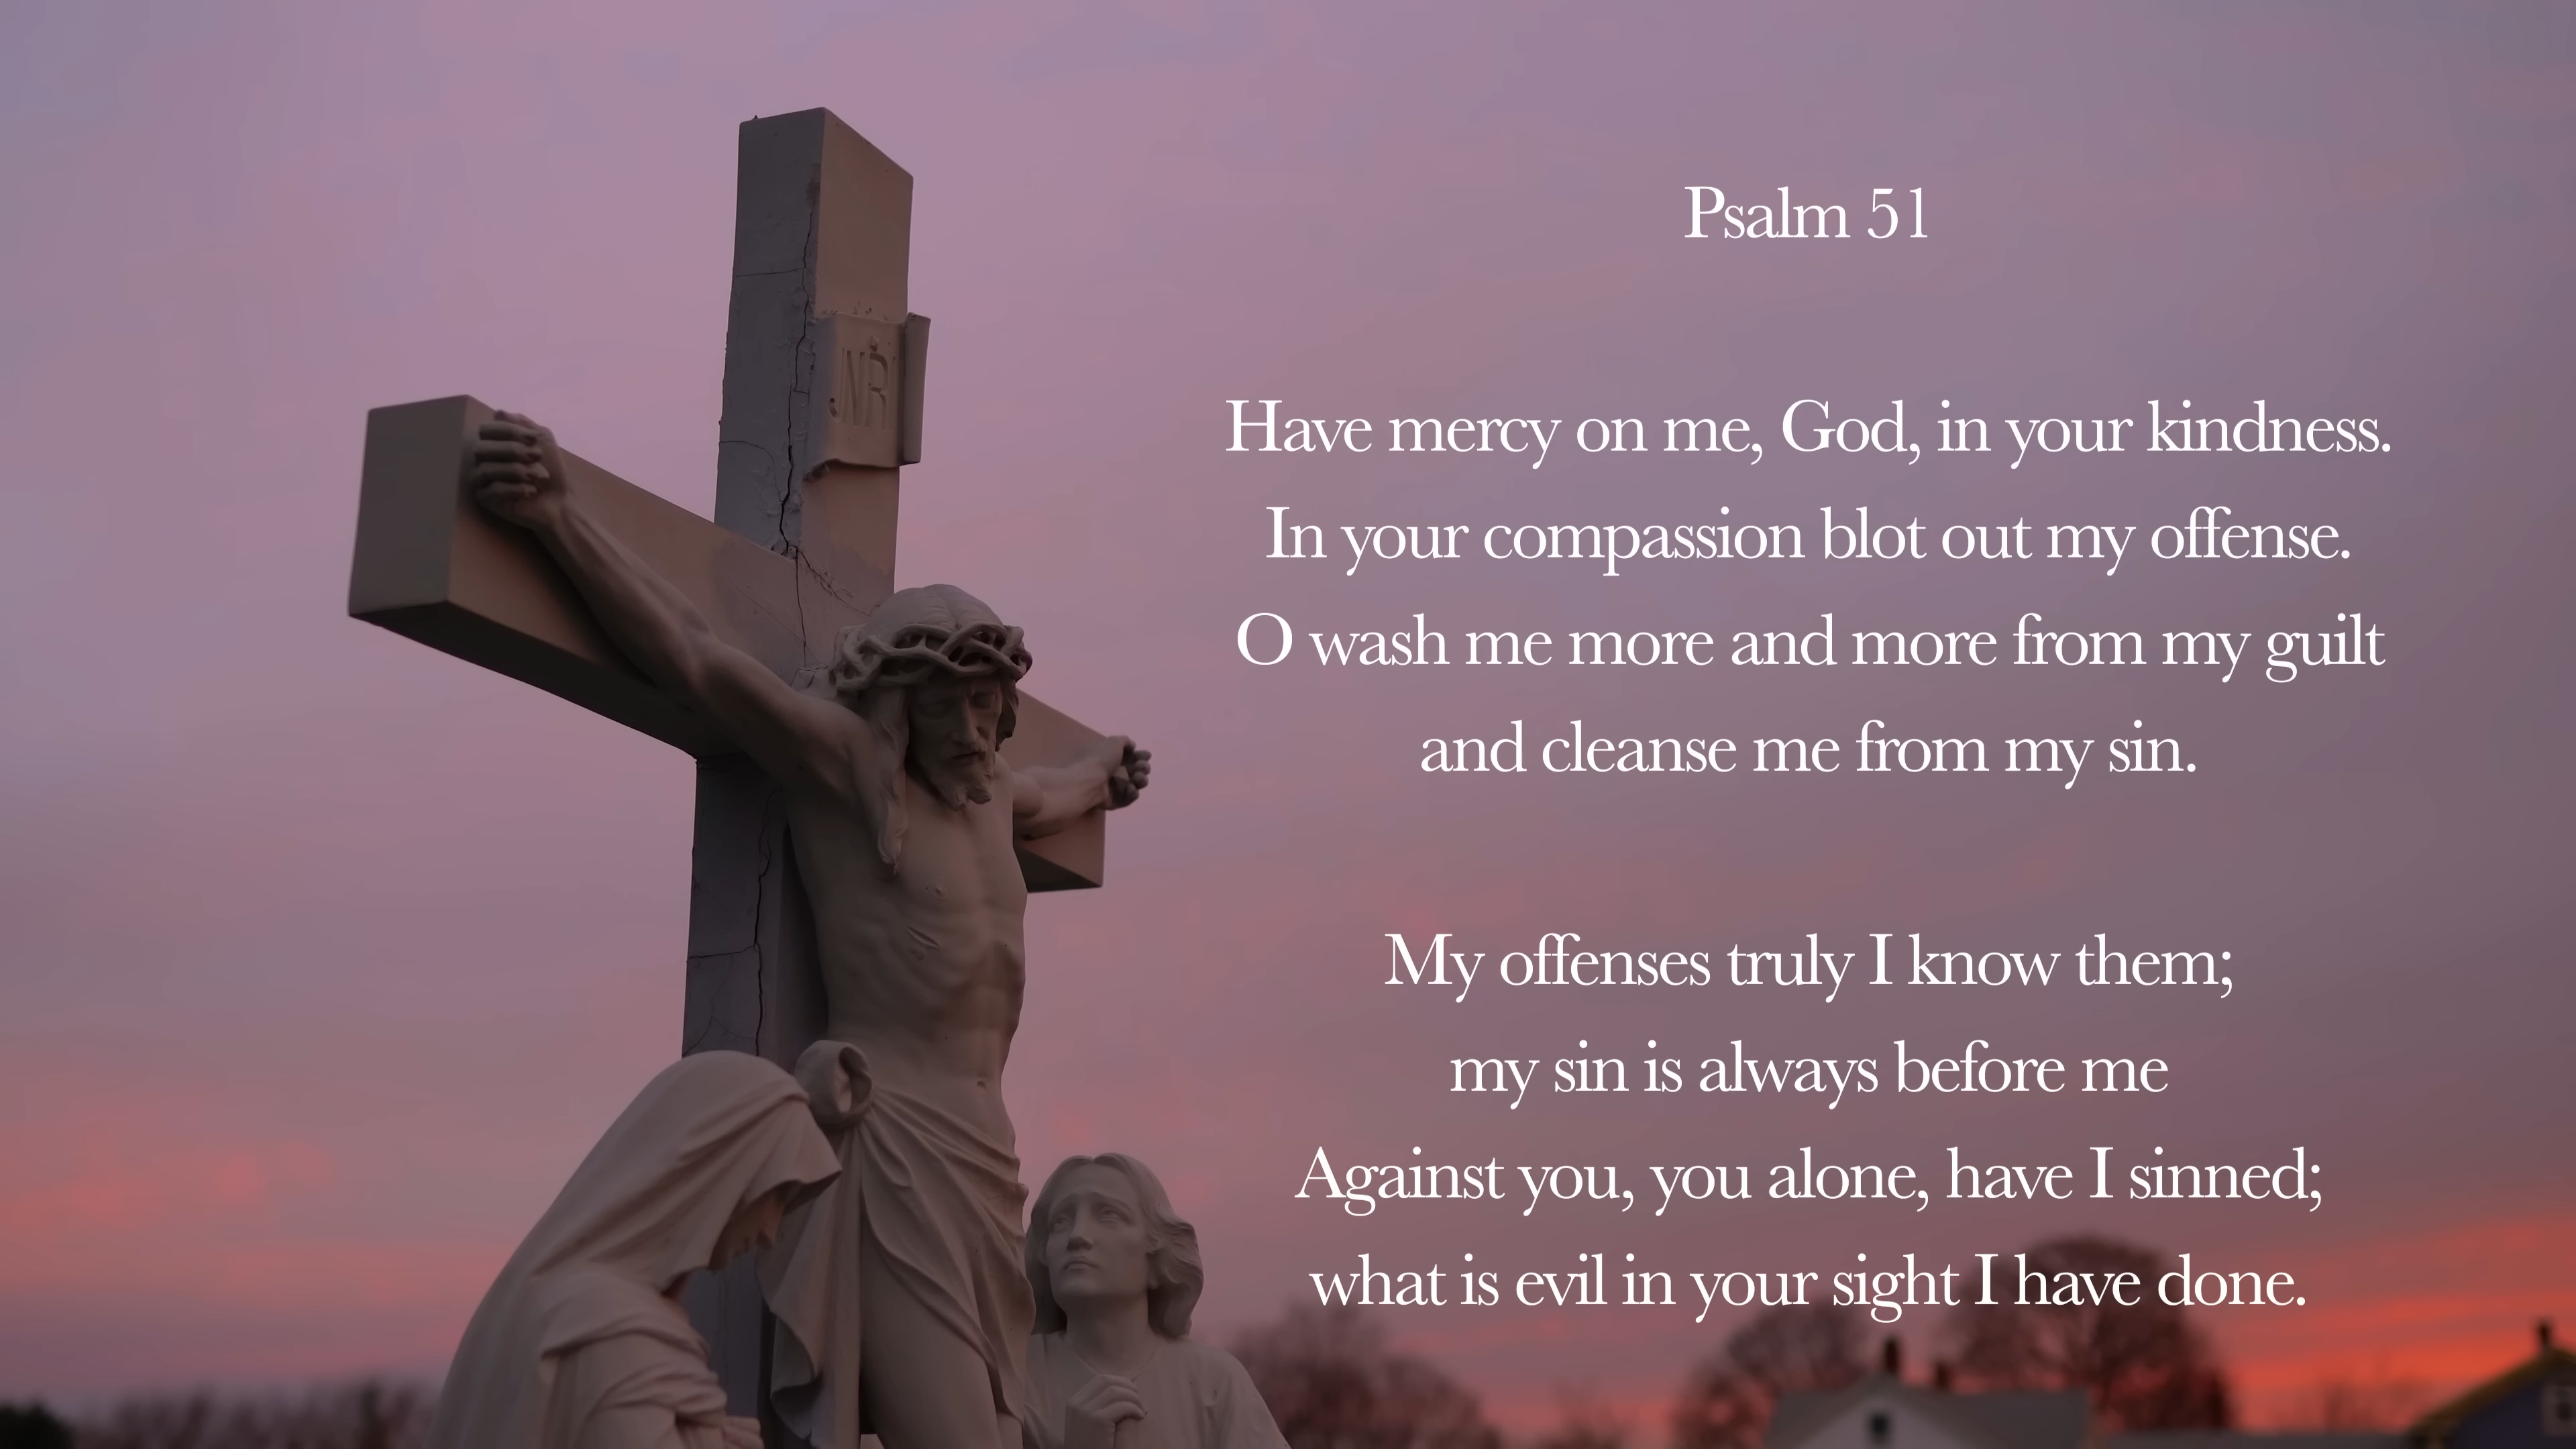 INRI
Psalm 51
Have mercy on me, God, in your kindness.
In your compassion blot out my offense.
O wash me more and more from my guilt
and cleanse me from my sin.
My offenses truly I know them;
my sin is always before me
Against you, you alone, have I sinned;
what is evil in your sight I have done.